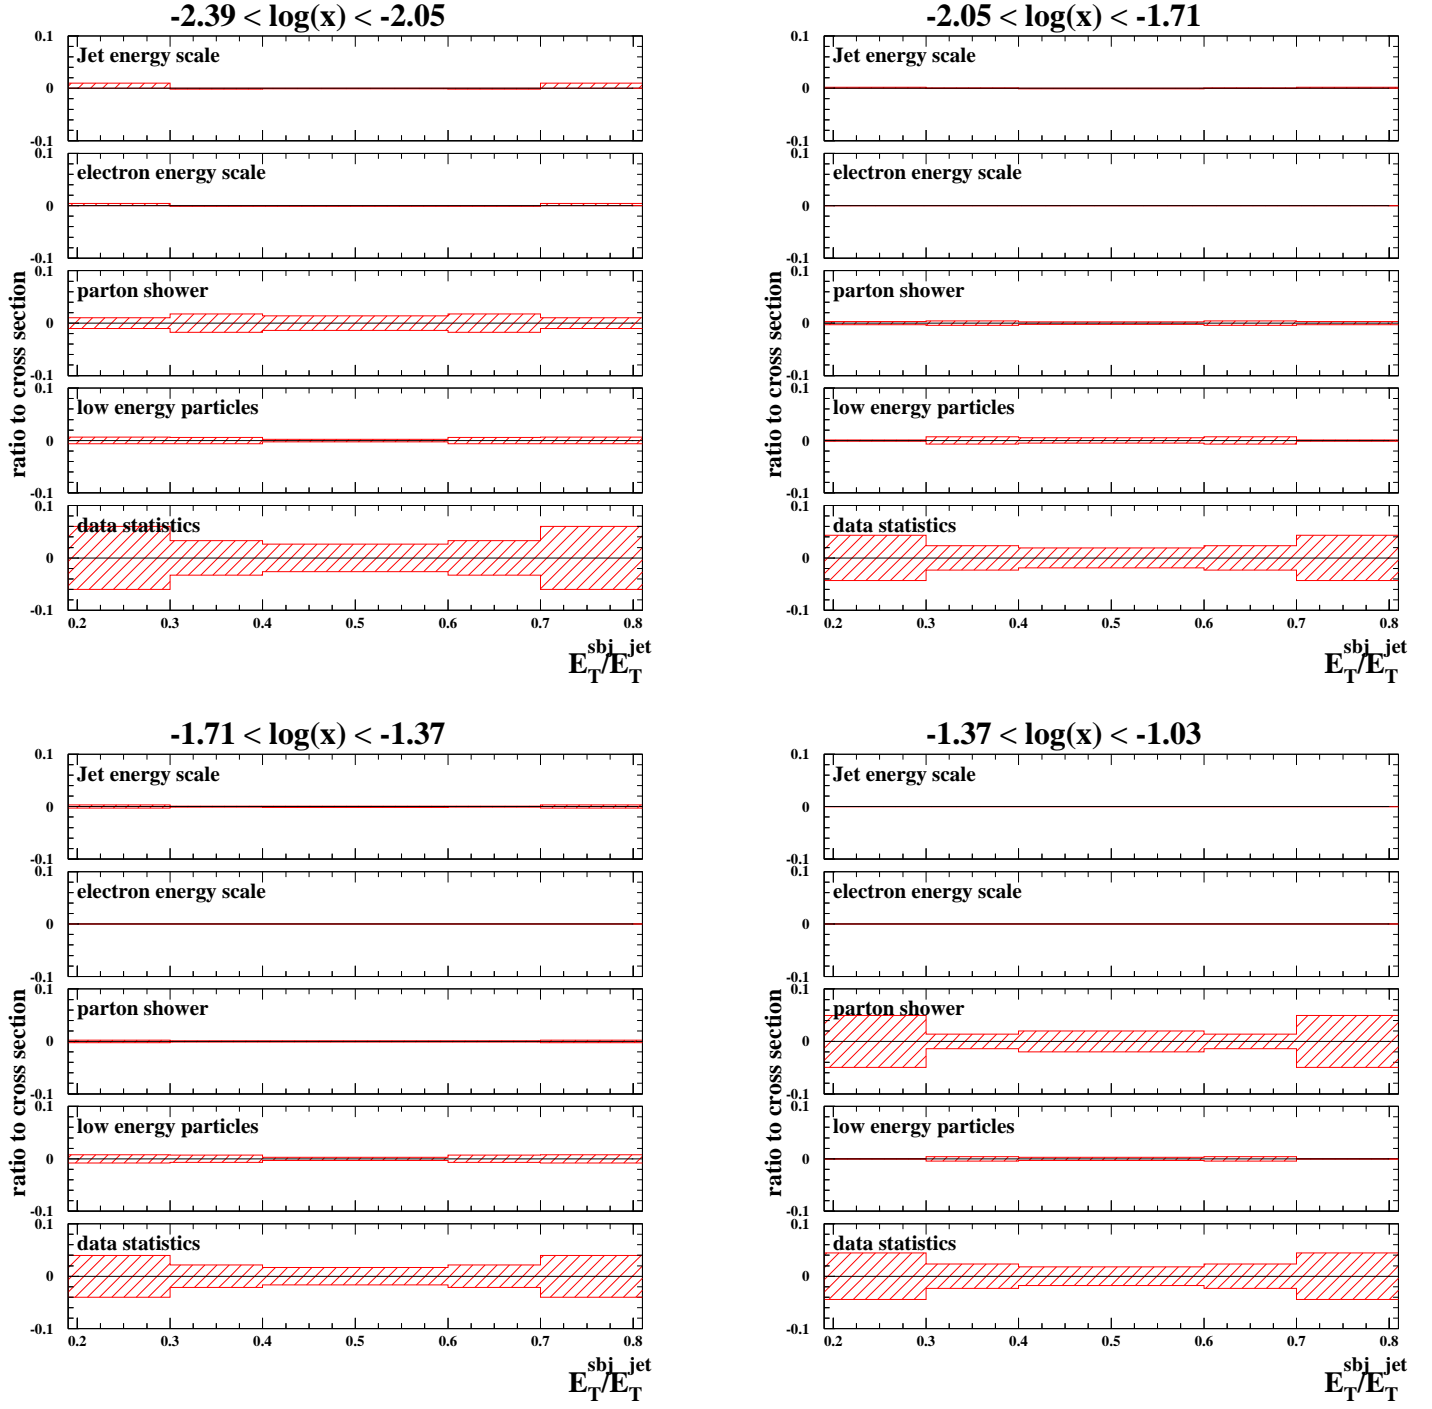 -2.39 < log(x) < -2.05
0.1
Jet energy scale
0
-0.1
0.1
electron energy scale
0
-0.1
0.1
parton shower
0
-0.1
0.1
low energy particles
0
-0.1
data statistics
0
-0.1
0.2 0.3 0.4 0.5 0.6 0.7 0.8
ratio to cross section
E_T^sbj/E_T^jet
-2.05 < log(x) < -1.71
0.1
Jet energy scale
0
-0.1
0.1
electron energy scale
0
-0.1
0.1
parton shower
0
-0.1
0.1
low energy particles
0
-0.1
data statistics
0
-0.1
0.2 0.3 0.4 0.5 0.6 0.7 0.8
ratio to cross section
E_T^sbj/E_T^jet
-1.71 < log(x) < -1.37
0.1
Jet energy scale
0
-0.1
0.1
electron energy scale
0
-0.1
0.1
parton shower
0
-0.1
0.1
low energy particles
0
-0.1
0.1
data statistics
0
-0.1
0.2 0.3 0.4 0.5 0.6 0.7 0.8
ratio to cross section
E_T^sbj/E_T^jet
-1.37 < log(x) < -1.03
0.1
Jet energy scale
0
-0.1
0.1
electron energy scale
0
-0.1
0.1
parton shower
0
-0.1
0.1
low energy particles
0
-0.1
0.1
data statistics
0
-0.1
0.2 0.3 0.4 0.5 0.6 0.7 0.8
ratio to cross section
E_T^sbj/E_T^jet